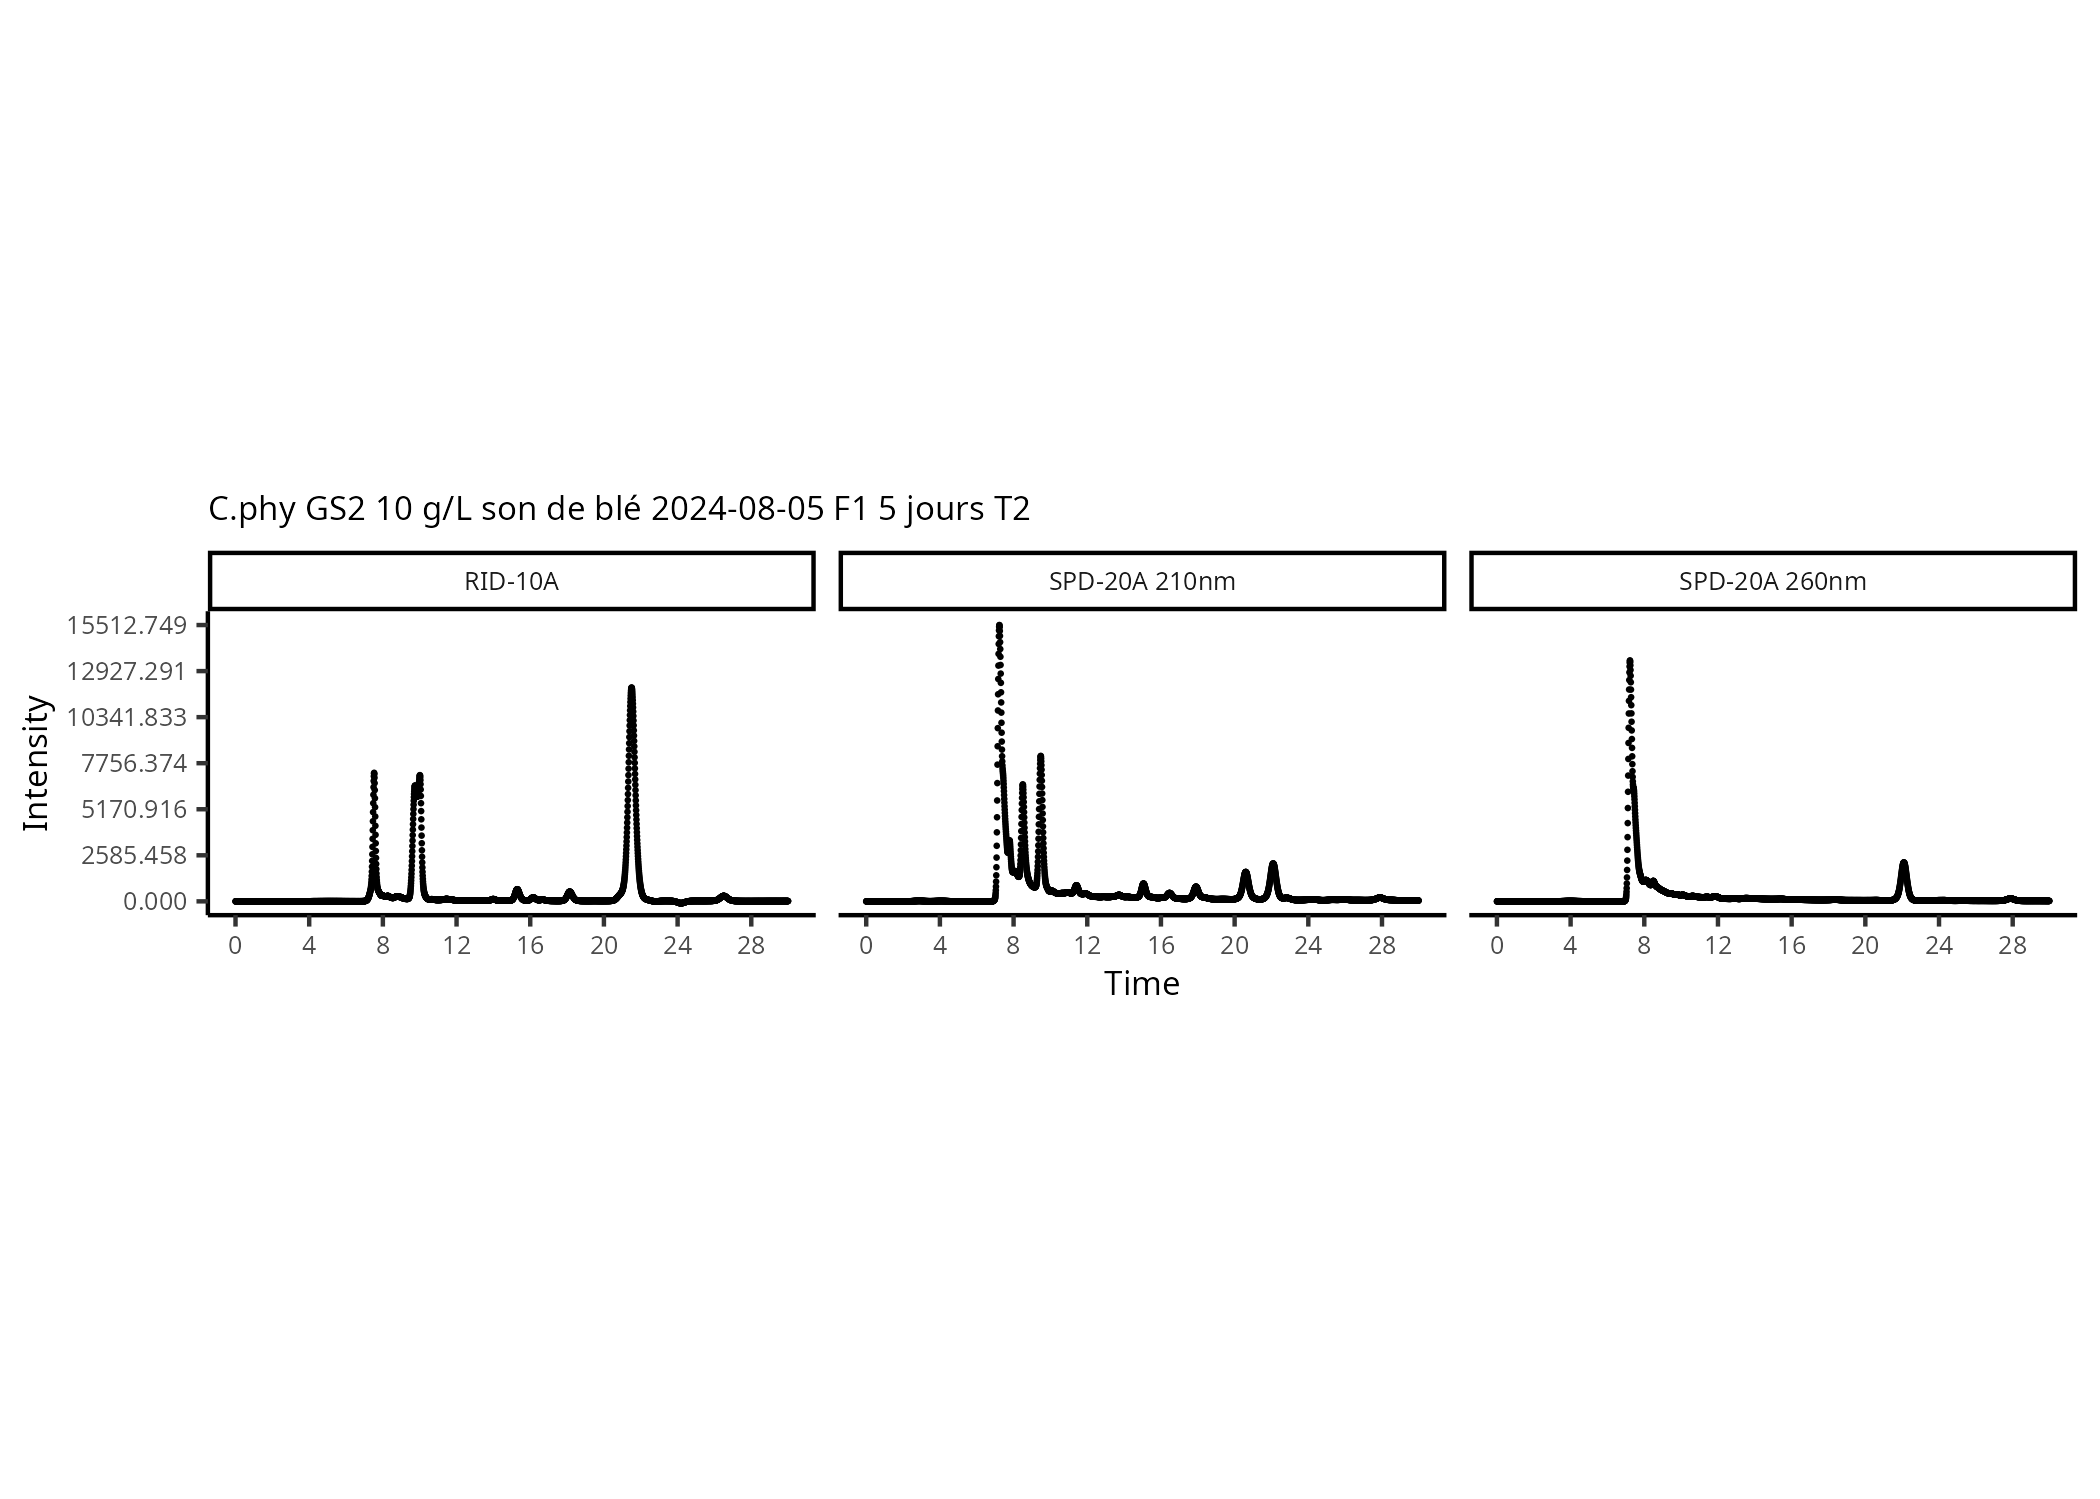 C.phy GS2 10 g/L son de blé 2024-08-05 F1 5 jours T2
RID-10A
SPD-20A 210nm
SPD-20A 260nm
Intensity
15512.749
12927.291
10341.833
7756.374
5170.916
2585.458
0.000
0 4 8 12 16 20 24 28
0 4 8 12 16 20 24 28
0 4 8 12 16 20 24 28
Time